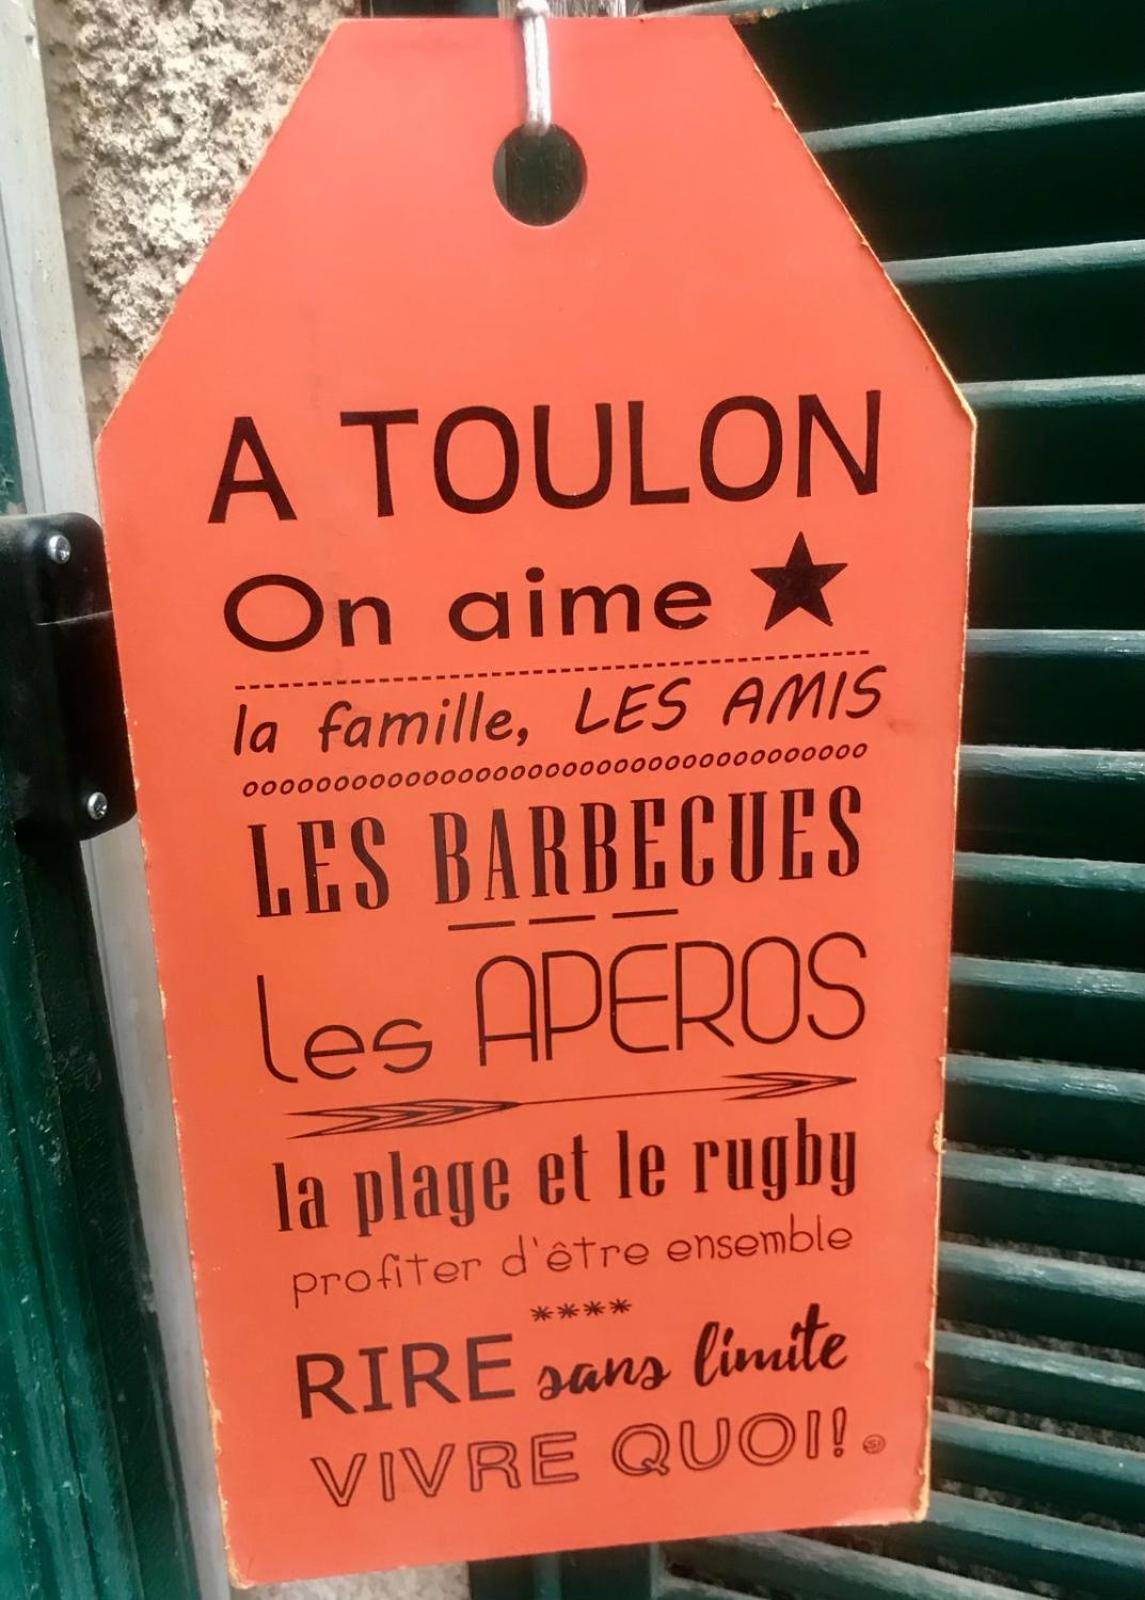 A TOULON
On aime
la famille, LES AMIS
LES BARBECUES
les APEROS
la plage et le rugby
profiter d'être ensemble
****
RIRE sans limite
VIVRE QUOI!